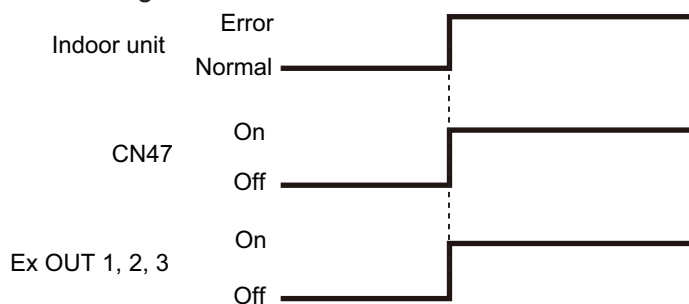 Error
Indoor unit
Normal
On
CN47
Off
On
Ex OUT 1, 2, 3
Off